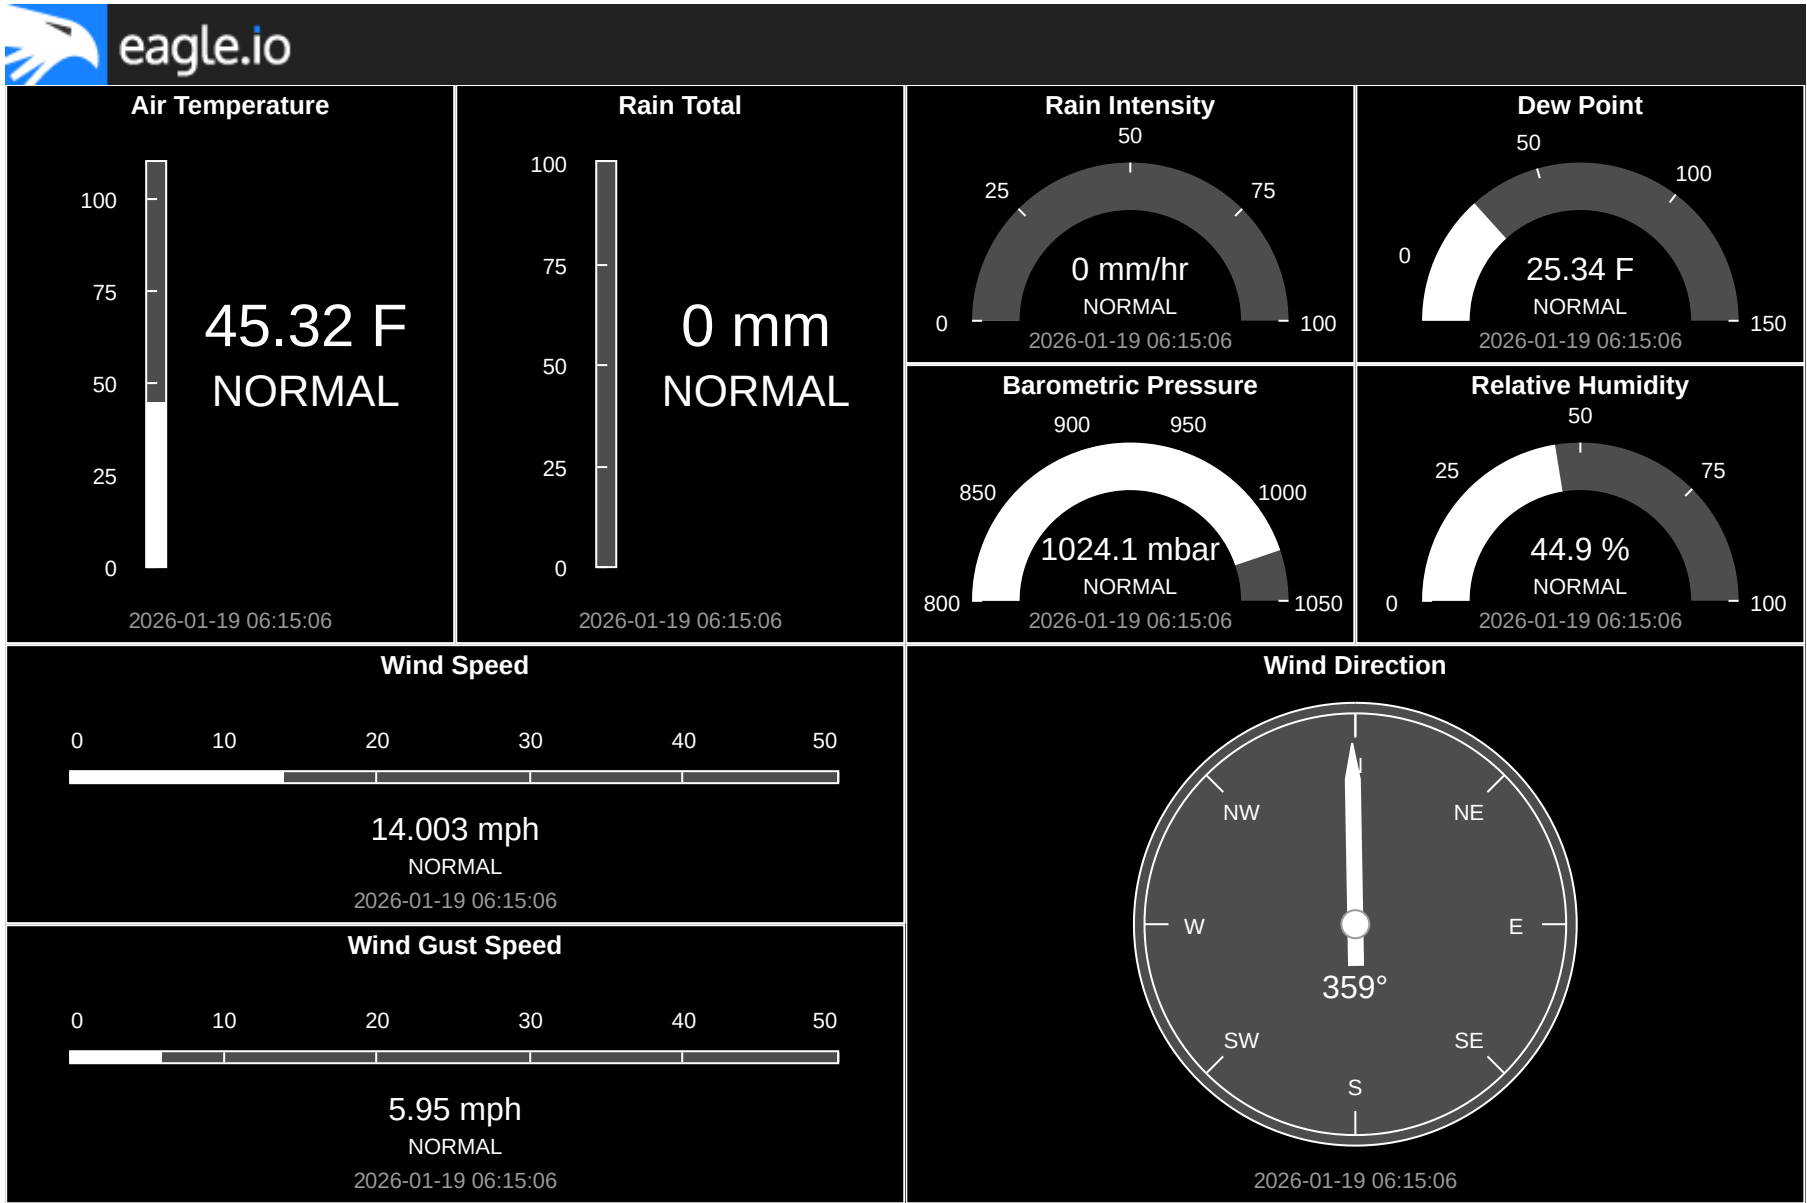 eagle.io
Air Temperature
100
75
50
25
0
45.32 F
NORMAL
2026-01-19 06:15:06
Rain Total
100
75
50
25
0
0 mm
NORMAL
2026-01-19 06:15:06
Rain Intensity
50
25
75
0
100
0 mm/hr
NORMAL
2026-01-19 06:15:06
Dew Point
50
100
0
150
25.34 F
NORMAL
2026-01-19 06:15:06
Barometric Pressure
900
950
850
1000
800
1050
1024.1 mbar
NORMAL
2026-01-19 06:15:06
Relative Humidity
50
25
75
0
100
44.9 %
NORMAL
2026-01-19 06:15:06
Wind Speed
0 10 20 30 40 50
14.003 mph
NORMAL
2026-01-19 06:15:06
Wind Gust Speed
0 10 20 30 40 50
5.95 mph
NORMAL
2026-01-19 06:15:06
Wind Direction
NW NE
W E
359°
SW SE
S
2026-01-19 06:15:06